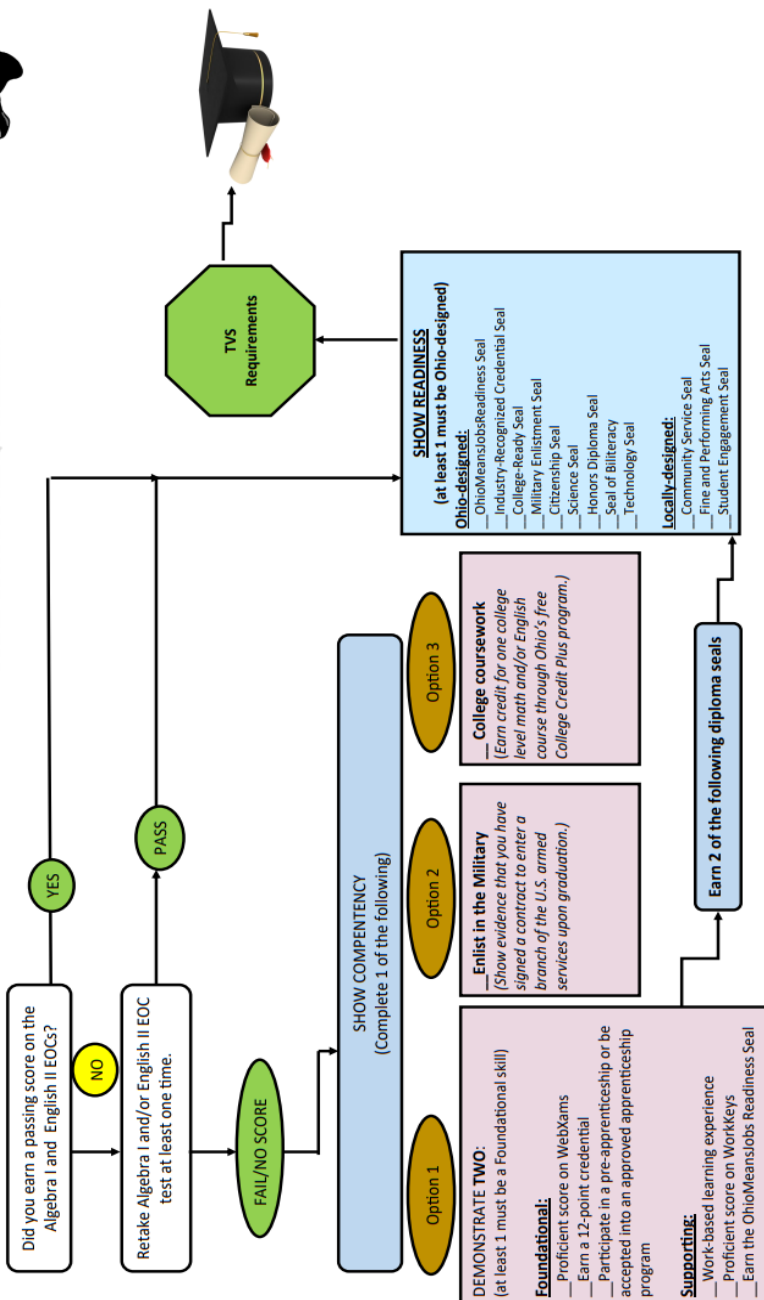 Did you earn a passing score on the
Algebra I and English II EOCs?
YES
NO
Retake Algebra I and/or English II EOC
test at least one time.
PASS
FAIL/NO SCORE
SHOW COMPENTENCY
(Complete 1 of the following)
Option 1
DEMONSTRATE TWO:
(at least 1 must be a Foundational skill)
Foundational:
__Proficient score on WebXams
__Earn a 12-point credential
__Participate in a pre-apprenticeship or be
accepted into an approved apprenticeship
program
Supporting:
__Work-based learning experience
__Proficient score on WorkKeys
__Earn the OhioMeansJobs Readiness Seal
Option 2
__Enlist in the Military
(Show evidence that you have
signed a contract to enter a
branch of the U.S. armed
services upon graduation.)
Option 3
__ College coursework
(Earn credit for one college
level math and/or English
course through Ohio's free
College Credit Plus program.)
Earn 2 of the following diploma seals
SHOW READINESS
(at least 1 must be Ohio-designed)
Ohio-designed:
__OhioMeansJobsReadiness Seal
__Industry-Recognized Credential Seal
__College-Ready Seal
__Military Enlistment Seal
__Citizenship Seal
__Science Seal
__Honors Diploma Seal
__Seal of Biliteracy
__Technology Seal
Locally-designed:
__Community Service Seal
__Fine and Performing Arts Seal
__Student Engagement Seal
TVS
Requirements